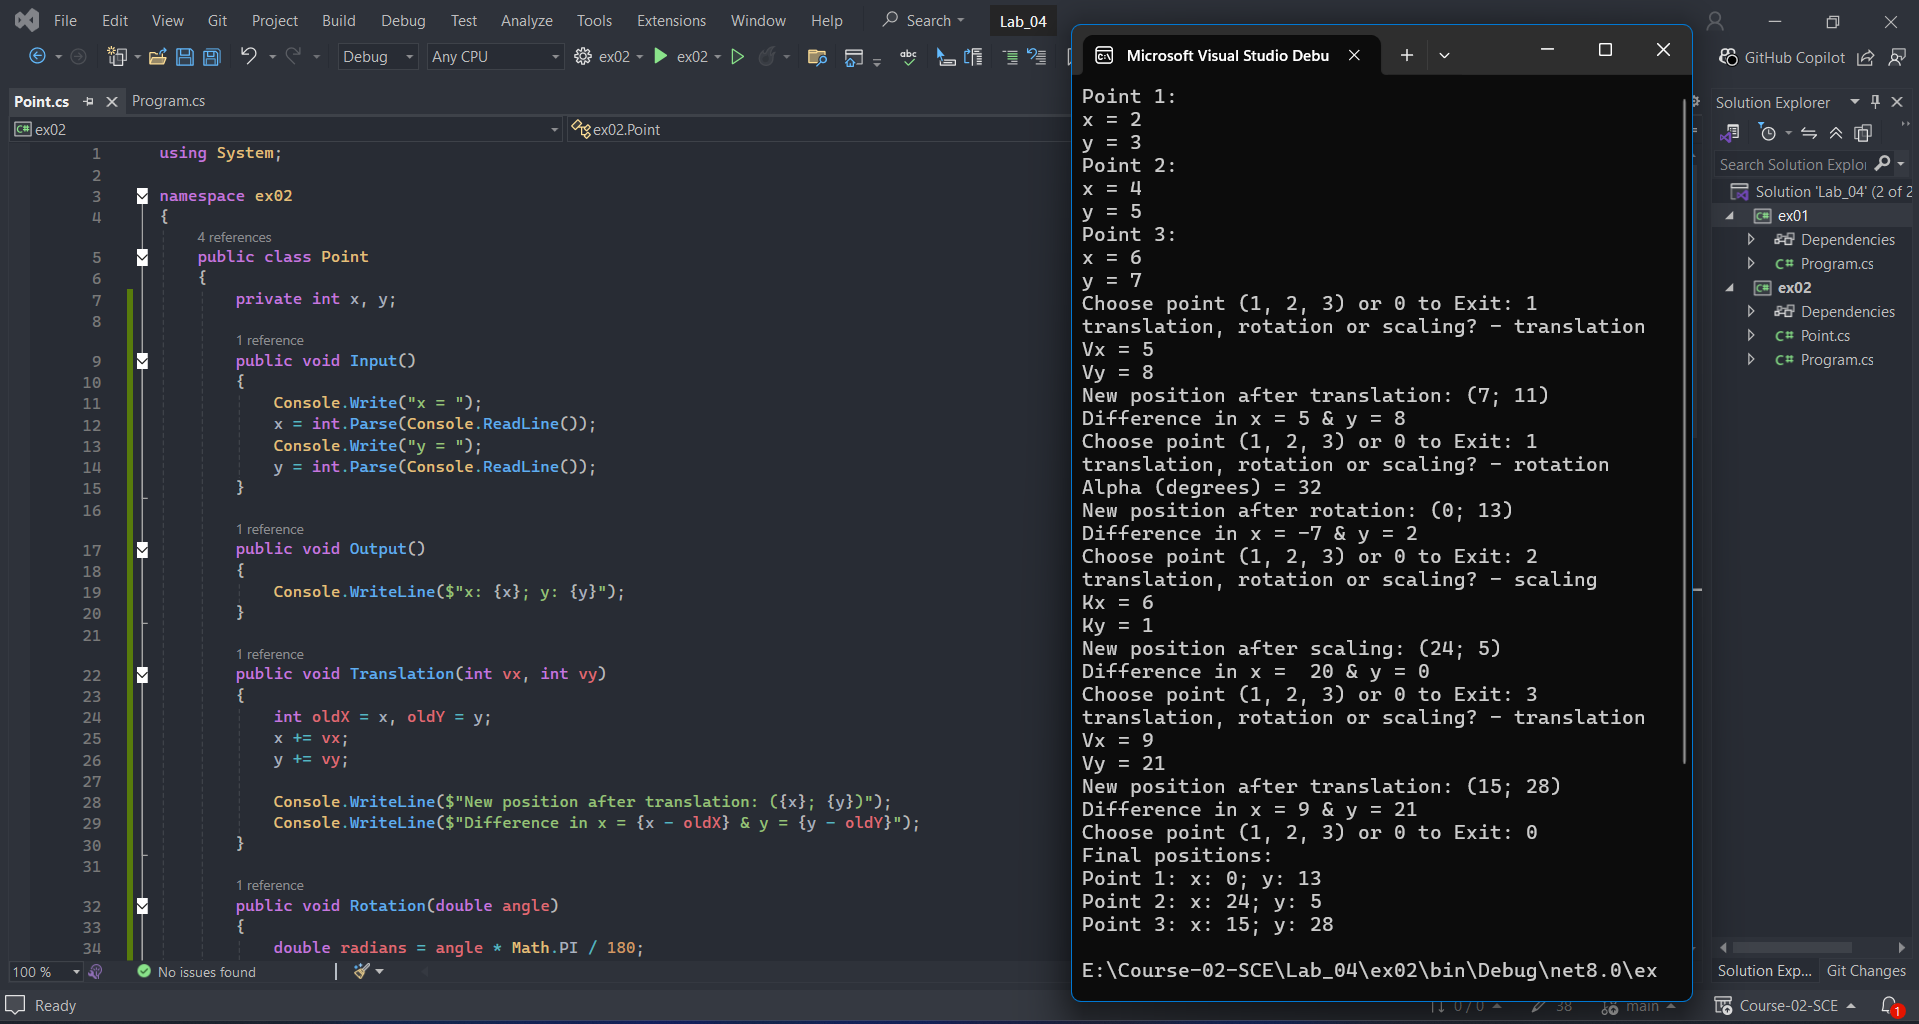 File Edit View Git Project Build Debug Test Analyze Tools Extensions Window Help Search Lab_04
Debug Any CPU ex02 ex02 abc GitHub Copilot
Point.cs Program.cs
ex02 ex02.Point
1 using System;
2
3 namespace ex02
4 {
4 references
5 public class Point
6 {
7 private int x, y;
8
1 reference
9 public void Input()
10 {
11 Console.Write("x = ");
12 x = int.Parse(Console.ReadLine());
13 Console.Write("y = ");
14 y = int.Parse(Console.ReadLine());
15 }
16
1 reference
17 public void Output()
18 {
19 Console.WriteLine($"x: {x}; y: {y}");
20 }
21
1 reference
22 public void Translation(int vx, int vy)
23 {
24 int oldX = x, oldY = y;
25 x += vx;
26 y += vy;
27
28 Console.WriteLine($"New position after translation: ({x}; {y})");
29 Console.WriteLine($"Difference in x = {x - oldX} & y = {y - oldY}");
30 }
31
1 reference
32 public void Rotation(double angle)
33 {
34 double radians = angle * Math.PI / 180;
100 % No issues found
Ready
Microsoft Visual Studio Debu
Point 1:
x = 2
y = 3
Point 2:
x = 4
y = 5
Point 3:
x = 6
y = 7
Choose point (1, 2, 3) or 0 to Exit: 1
translation, rotation or scaling? - translation
Vx = 5
Vy = 8
New position after translation: (7; 11)
Difference in x = 5 & y = 8
Choose point (1, 2, 3) or 0 to Exit: 1
translation, rotation or scaling? - rotation
Alpha (degrees) = 32
New position after rotation: (0; 13)
Difference in x = -7 & y = 2
Choose point (1, 2, 3) or 0 to Exit: 2
translation, rotation or scaling? - scaling
Kx = 6
Ky = 1
New position after scaling: (24; 5)
Difference in x =  20 & y = 0
Choose point (1, 2, 3) or 0 to Exit: 3
translation, rotation or scaling? - translation
Vx = 9
Vy = 21
New position after translation: (15; 28)
Difference in x = 9 & y = 21
Choose point (1, 2, 3) or 0 to Exit: 0
Final positions:
Point 1: x: 0; y: 13
Point 2: x: 24; y: 5
Point 3: x: 15; y: 28
E:\Course-02-SCE\Lab_04\ex02\bin\Debug\net8.0\ex
Solution Explorer
Search Solution Explo
Solution 'Lab_04' (2 of 2
C# ex01
Dependencies
C# Program.cs
C# ex02
Dependencies
C# Point.cs
C# Program.cs
Solution Exp... Git Changes
0 / 0 38 main Course-02-SCE 1